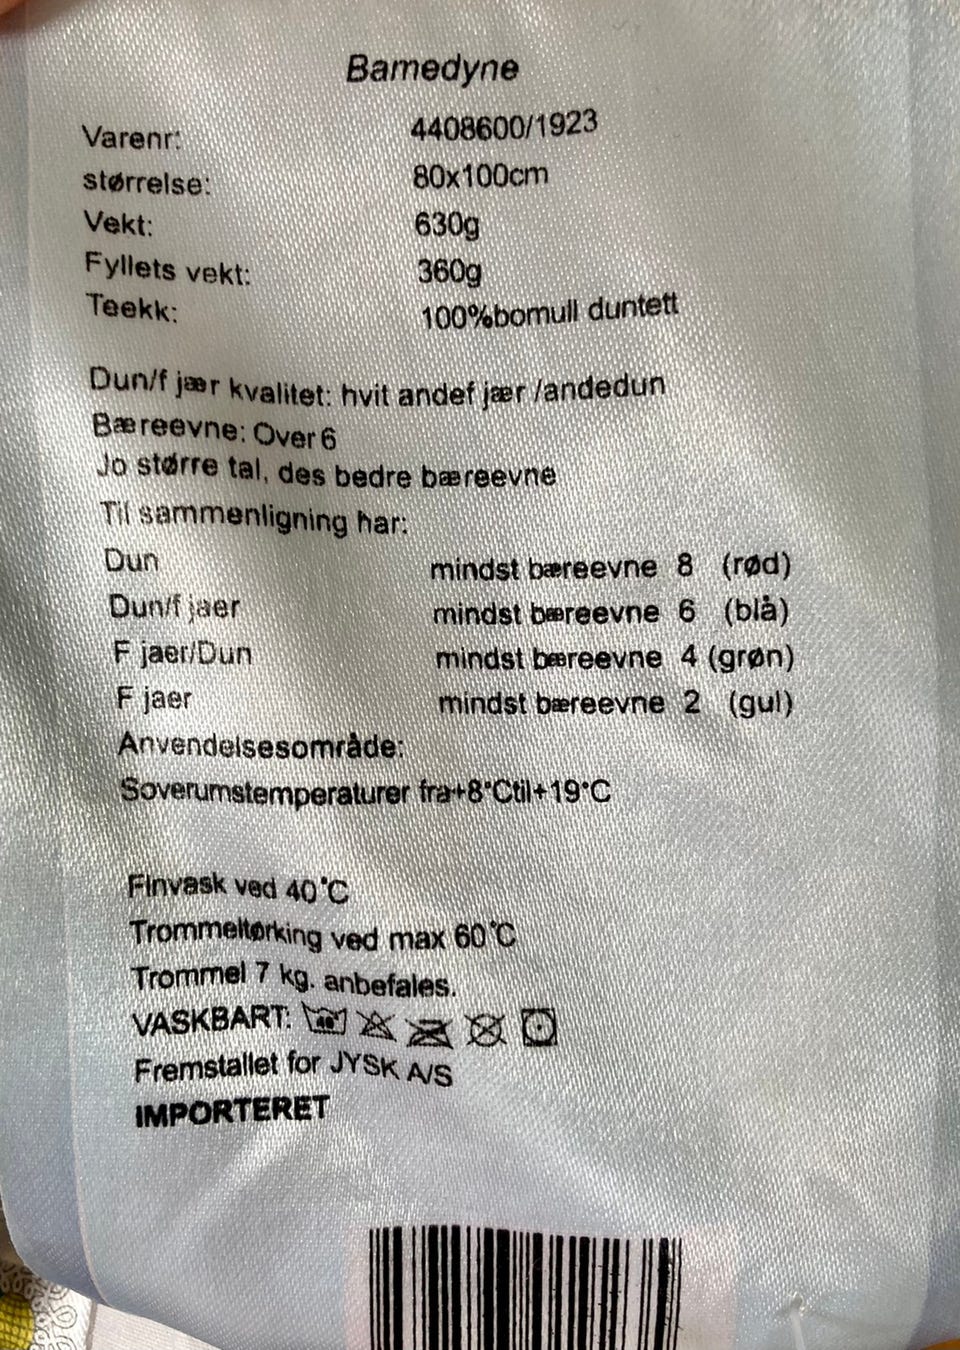 Barnedyne
Varenr: 4408600/1923
størrelse: 80x100cm
Vekt: 630g
Fyllets vekt: 360g
Teekk: 100%bomull duntett
Dun/f jær kvalitet: hvit andef jær /andedun
Bæreevne: Over 6
Jo større tal, des bedre bæreevne
Til sammenligning har:
Dun mindst bæreevne 8 (rød)
Dun/f jaer mindst bæreevne 6 (blå)
F jaer/Dun mindst bæreevne 4 (grøn)
F jaer mindst bæreevne 2 (gul)
Anvendelsesområde:
Soverumstemperaturer fra+8°Ctil+19°C
Finvask ved 40°C
Trommeltørking ved max 60°C
Trommel 7 kg. anbefales.
VASKBART: 40°
Fremstallet for JYSK A/S
IMPORTERET